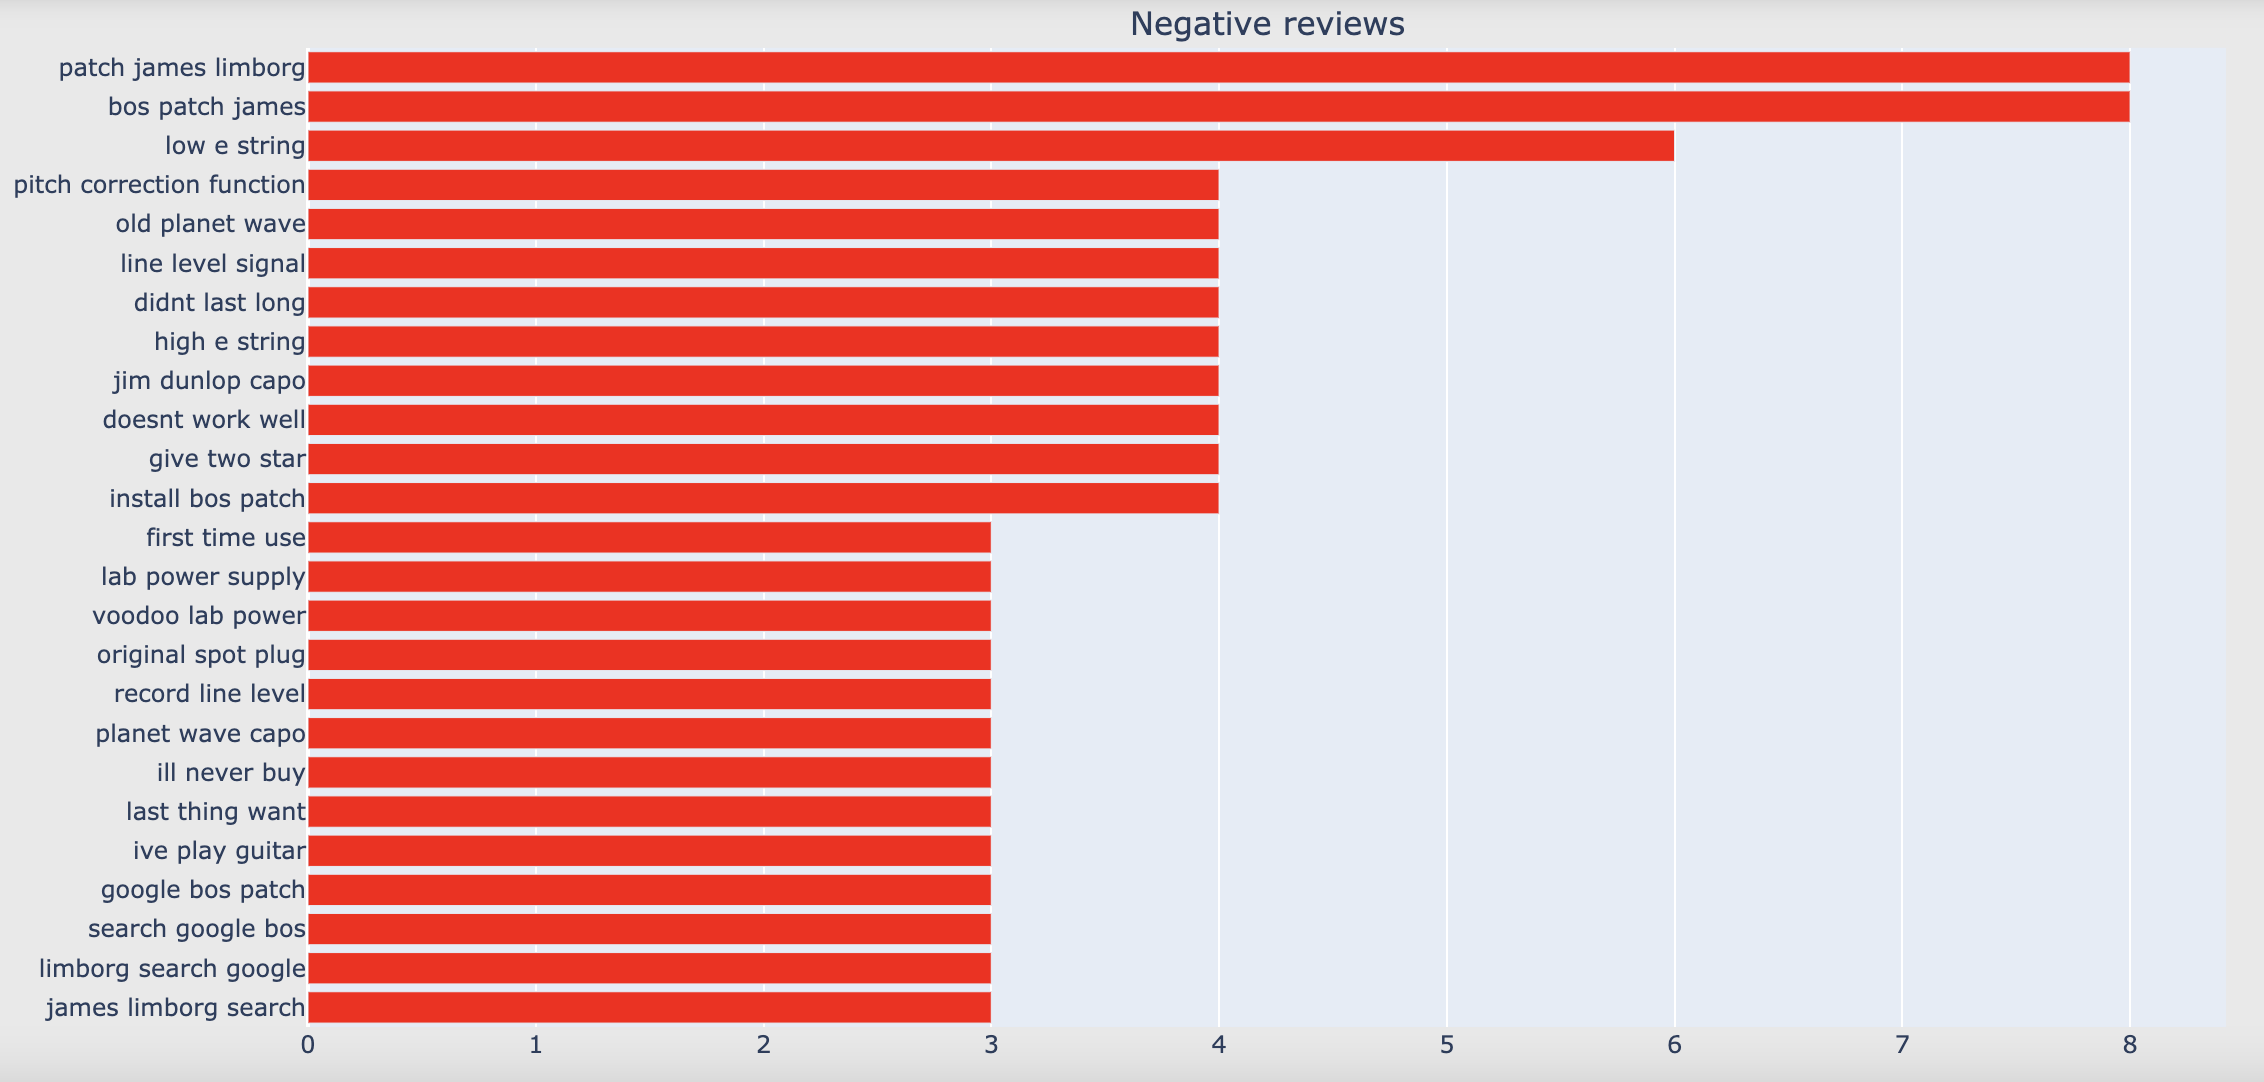 Negative reviews
patch james limborg
bos patch james
low e string
pitch correction function
old planet wave
line level signal
didnt last long
high e string
jim dunlop capo
doesnt work well
give two star
install bos patch
first time use
lab power supply
voodoo lab power
original spot plug
record line level
planet wave capo
ill never buy
last thing want
ive play guitar
google bos patch
search google bos
limborg search google
james limborg search
0 1 2 3 4 5 6 7 8